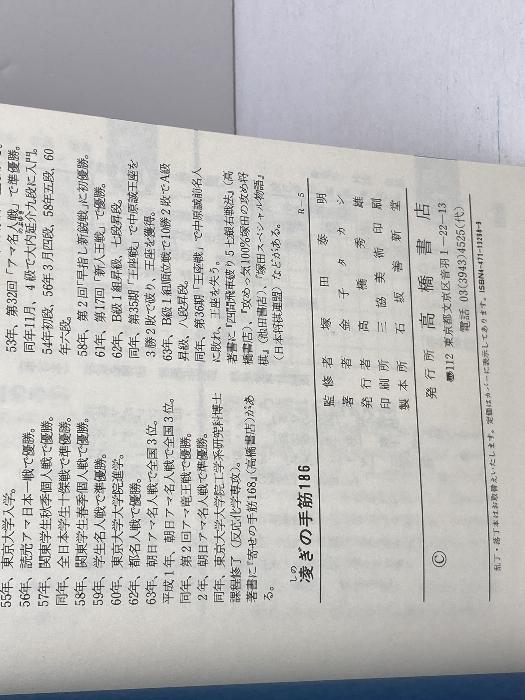 53年、第32回「アマ名人戦」で準優勝。
同年11月、4級で大内延介九段に入門。
54年初段、56年3月四段、58年五段、60
年六段。
58年、第2回「早指し新鋭戦」に初優勝。
61年、第17回「新人王戦」で優勝。
62年、B級1組昇級、七段昇段。
同年、第35期「王座戦」で中原誠王座を
3勝2敗で破り、王座を獲得。
63年、B級1組順位戦で10勝2敗でA級
昇級、八段昇段。
同年、第36期「王座戦」で中原誠前名人
に敗れ、王座を失う。
著書に『四間飛車破り5七銀右戦法』(高
橋書店)、『攻めっ気100%塚田の攻め将
棋』(池田書店)、『塚田スペシャル物語』
(日本将棋連盟)などがある。
55年、東京大学入学。
56年、読売アマ日本一戦で優勝。
57年、関東学生秋季個人戦で優勝。
同年、全日本学生十傑戦で準優勝。
58年、関東学生春季個人戦で優勝。
59年、学生名人戦で準優勝。
60年、東京大学大学院進学。
62年、都名人戦で優勝。
63年、朝日アマ名人戦で全国3位。
平成1年、朝日アマ名人戦で全国3位。
同年、第2回アマ竜王戦で優勝。
2年、朝日アマ名人戦で準優勝。
同年、東京大学大学院工学系研究科博士
課程修了(反応化学専攻)。
著書に『寄せの手筋168』(高橋書店)があ
る。
しの
凌ぎの手筋186
R-5
監修者 塚田泰明
著者 金子タカシ
発行者 高橋秀雄
印刷所 三協美術印刷
製本所 石坂善新堂
発行所 高橋書店
〠112 東京都文京区音羽1-22-13
電話 03(3943)4525(代)
©
乱丁・落丁本はお取替えいたします。定価はカバーに表示してあります。